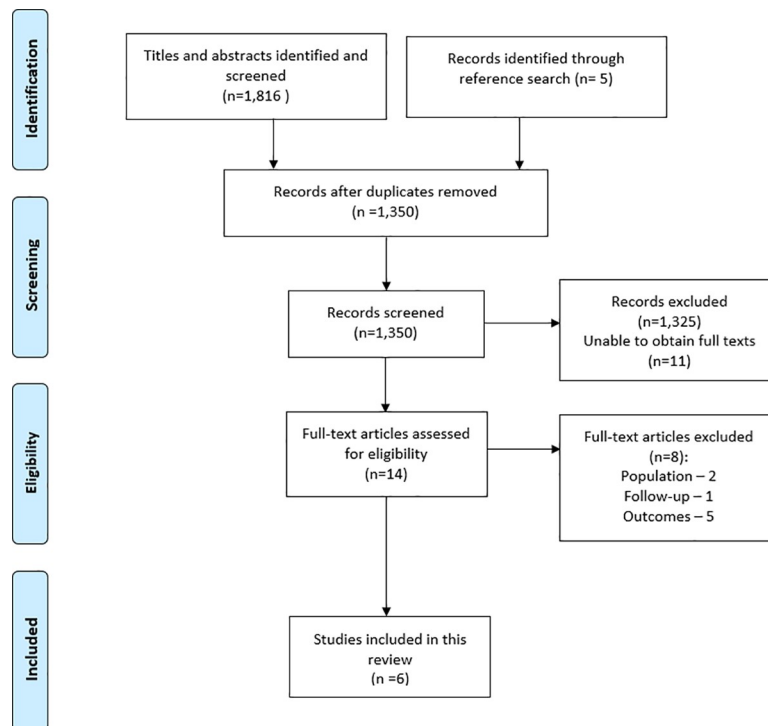 Identification
Titles and abstracts identified and
screened
(n=1,816 )
Records identified through
reference search (n= 5)
Records after duplicates removed
(n =1,350)
Screening
Records screened
(n=1,350)
Records excluded
(n=1,325)
Unable to obtain full texts
(n=11)
Eligibility
Full-text articles assessed
for eligibility
(n=14)
Full-text articles excluded
(n=8):
Population – 2
Follow-up – 1
Outcomes – 5
Included
Studies included in this
review
(n =6)